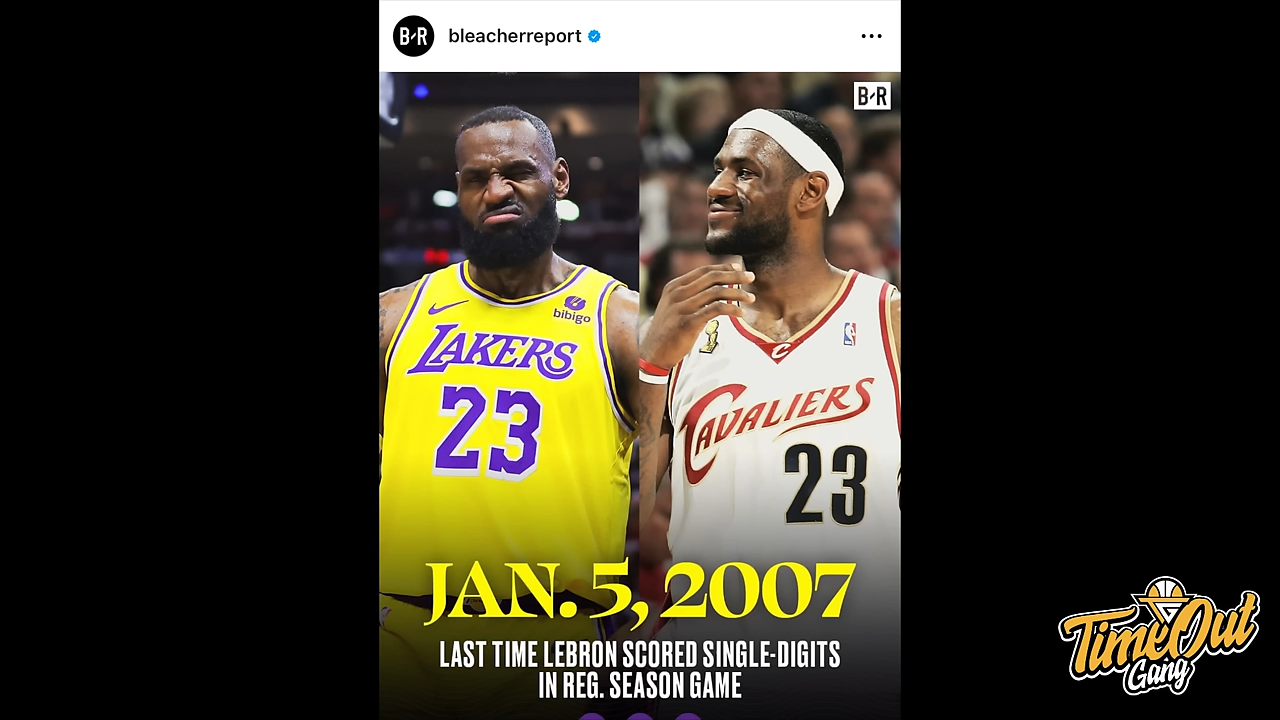 B/R bleacherreport
B/R
bibigo
LAKERS
23
C
CAVALIERS
23
JAN. 5, 2007
LAST TIME LEBRON SCORED SINGLE-DIGITS
IN REG. SEASON GAME
TimeOut
Gang